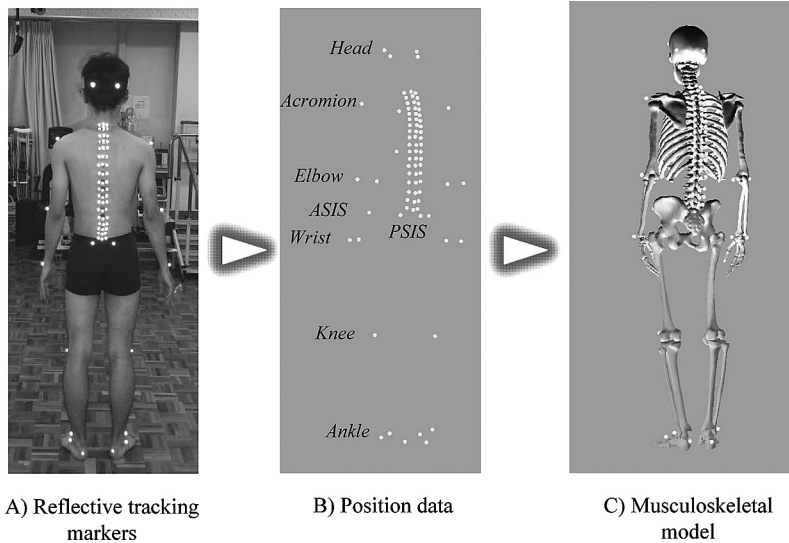 Head
Acromion
Elbow
ASIS
Wrist
PSIS
Knee
Ankle
A) Reflective tracking
markers
B) Position data
C) Musculoskeletal
model